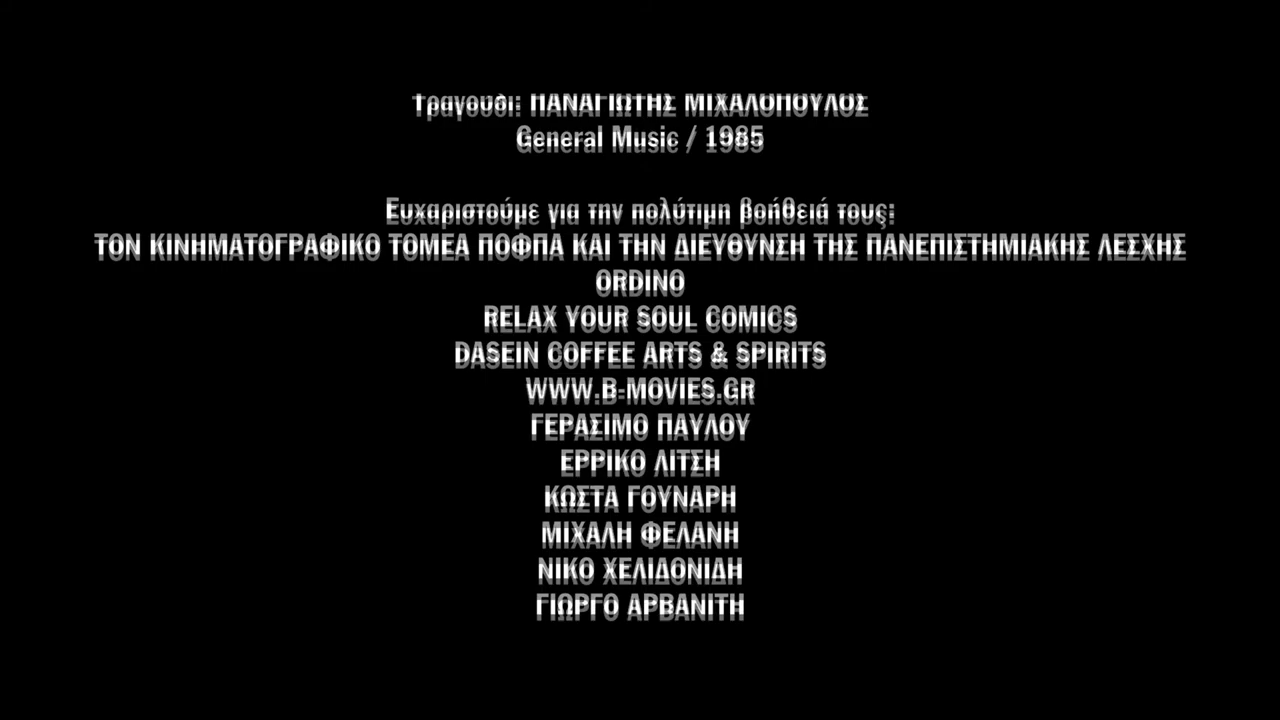 Τραγούδι: ΠΑΝΑΓΙΩΤΗΣ ΜΙΧΑΛΟΠΟΥΛΟΣ
General Music / 1985
Ευχαριστούμε για την πολύτιμη βοήθειά τους:
ΤΟΝ ΚΙΝΗΜΑΤΟΓΡΑΦΙΚΟ ΤΟΜΕΑ ΠΟΦΠΑ ΚΑΙ ΤΗΝ ΔΙΕΥΘΥΝΣΗ ΤΗΣ ΠΑΝΕΠΙΣΤΗΜΙΑΚΗΣ ΛΕΣΧΗΣ
ORDINO
RELAX YOUR SOUL COMICS
DASEIN COFFEE ARTS & SPIRITS
WWW.B-MOVIES.GR
ΓΕΡΑΣΙΜΟ ΠΑΥΛΟΥ
ΕΡΡΙΚΟ ΛΙΤΣΗ
ΚΩΣΤΑ ΓΟΥΝΑΡΗ
ΜΙΧΑΛΗ ΦΕΛΑΝΗ
ΝΙΚΟ ΧΕΛΙΔΟΝΙΔΗ
ΓΙΩΡΓΟ ΑΡΒΑΝΙΤΗ